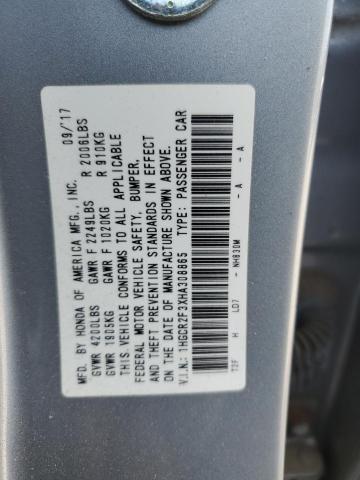 MFD. BY HONDA OF AMERICA MFG., INC. 09/17
GVWR 4200LBS GAWR F 2249LBS R 2006LBS
GVWR 1905KG GAWR F 1020KG R 910KG
THIS VEHICLE CONFORMS TO ALL APPLICABLE
FEDERAL MOTOR VEHICLE SAFETY, BUMPER,
AND THEFT PREVENTION STANDARDS IN EFFECT
ON THE DATE OF MANUFACTURE SHOWN ABOVE.
V.I.N.: 1HGCR2F3XHA308865 TYPE: PASSENGER CAR
T2F H LD7 - NH830M - A - A